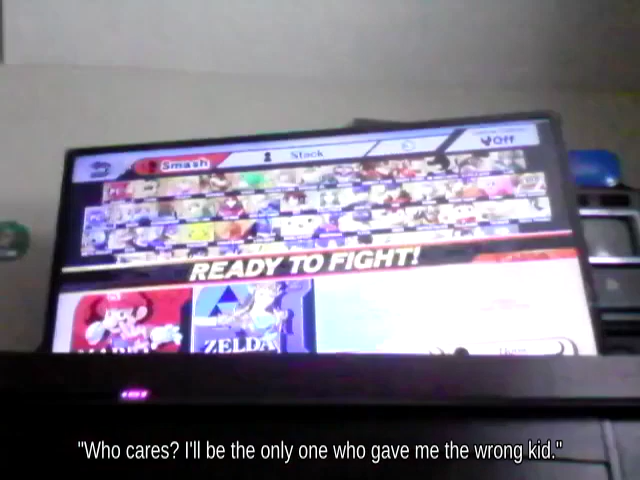 Smash
Stock
Off
READY TO FIGHT!
MARIO
ZELDA
"Who cares? I'll be the only one who gave me the wrong kid."